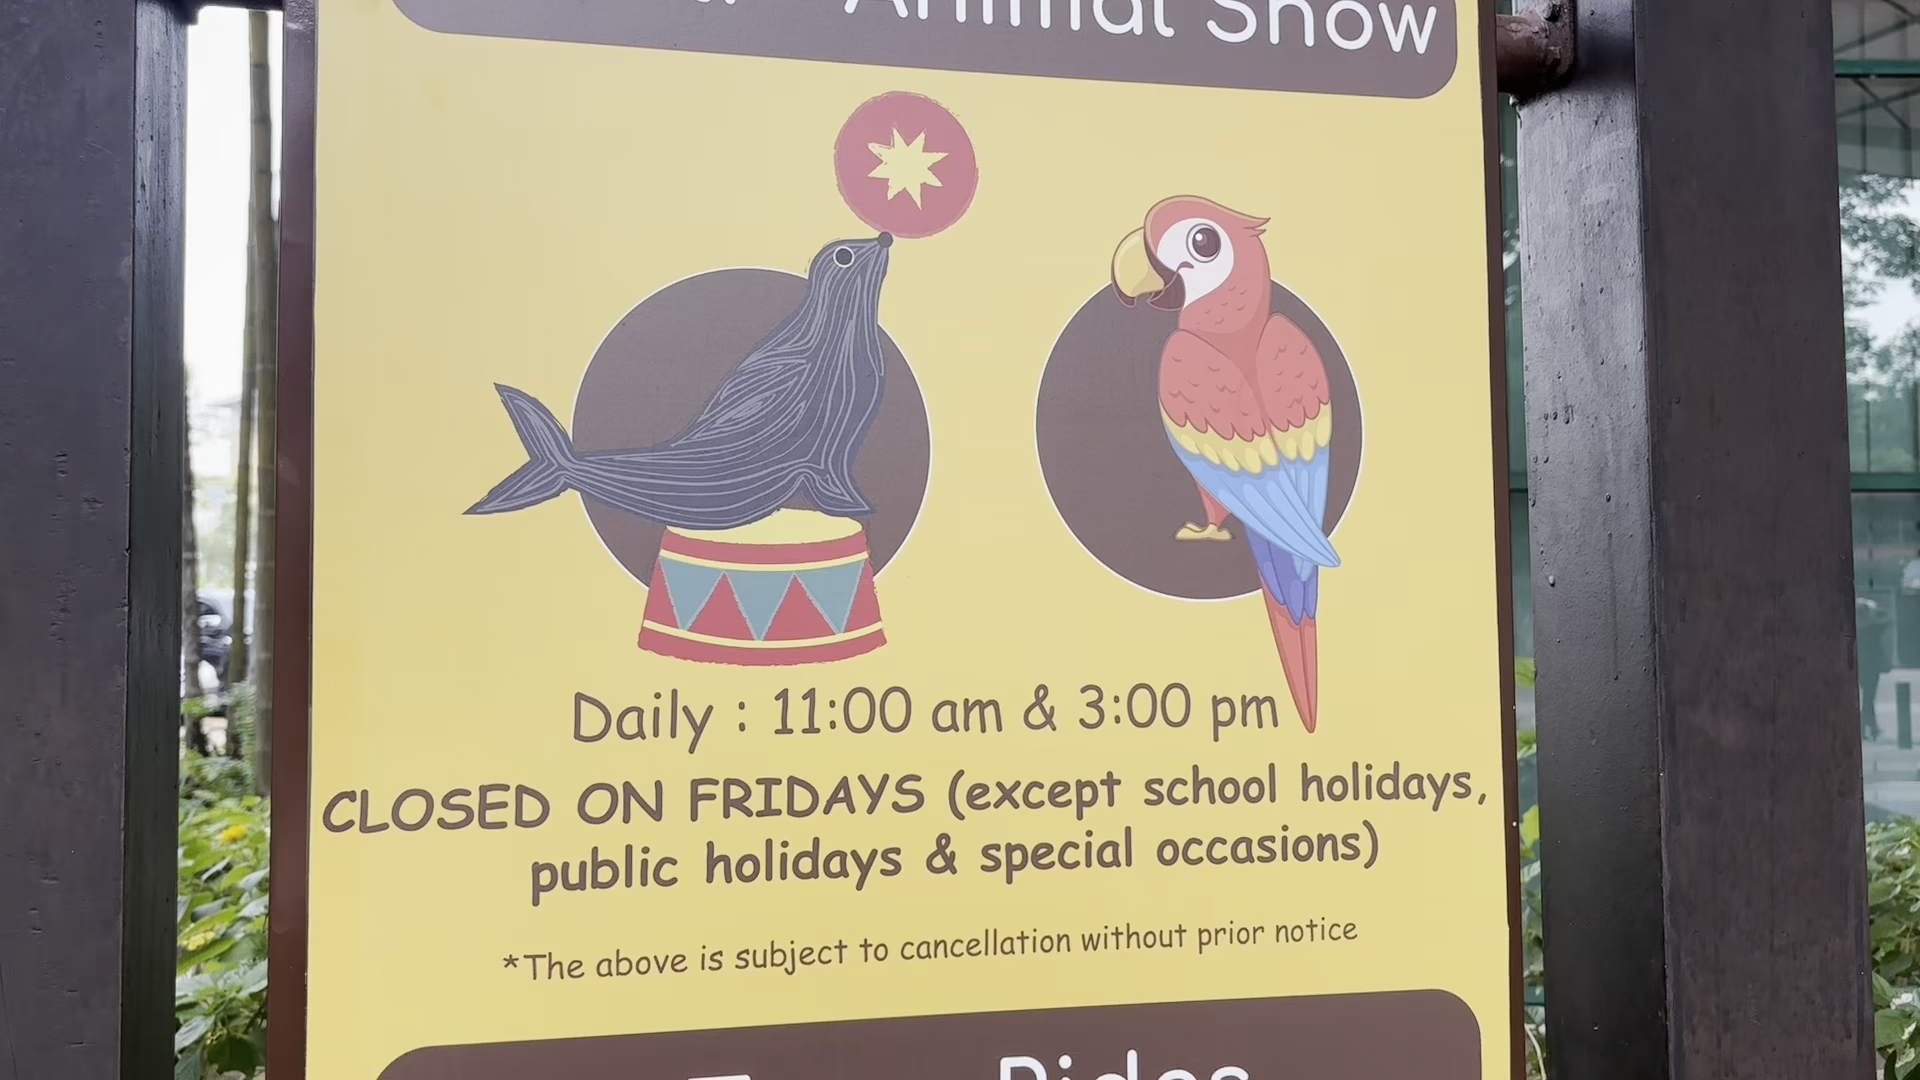 Animal Show
Daily : 11:00 am & 3:00 pm
CLOSED ON FRIDAYS (except school holidays,
public holidays & special occasions)
*The above is subject to cancellation without prior notice
Rides